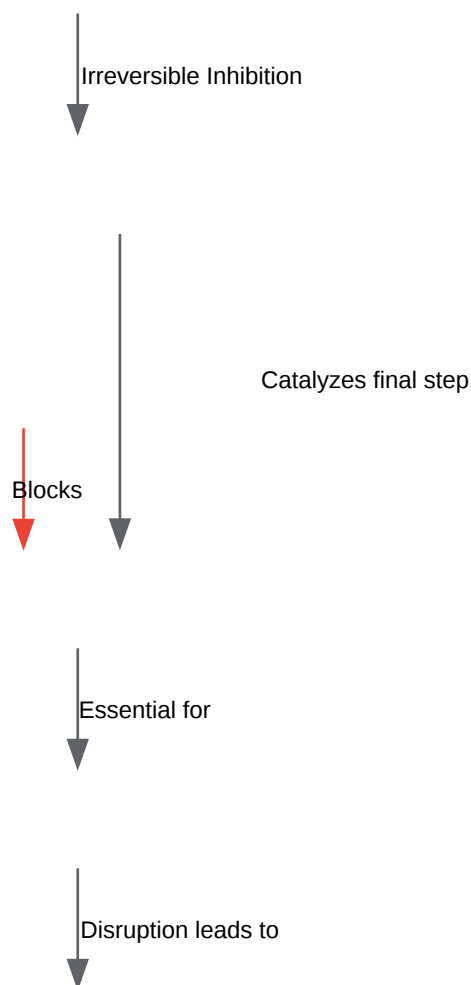 Irreversible Inhibition
Catalyzes final step
Blocks
Essential for
Disruption leads to